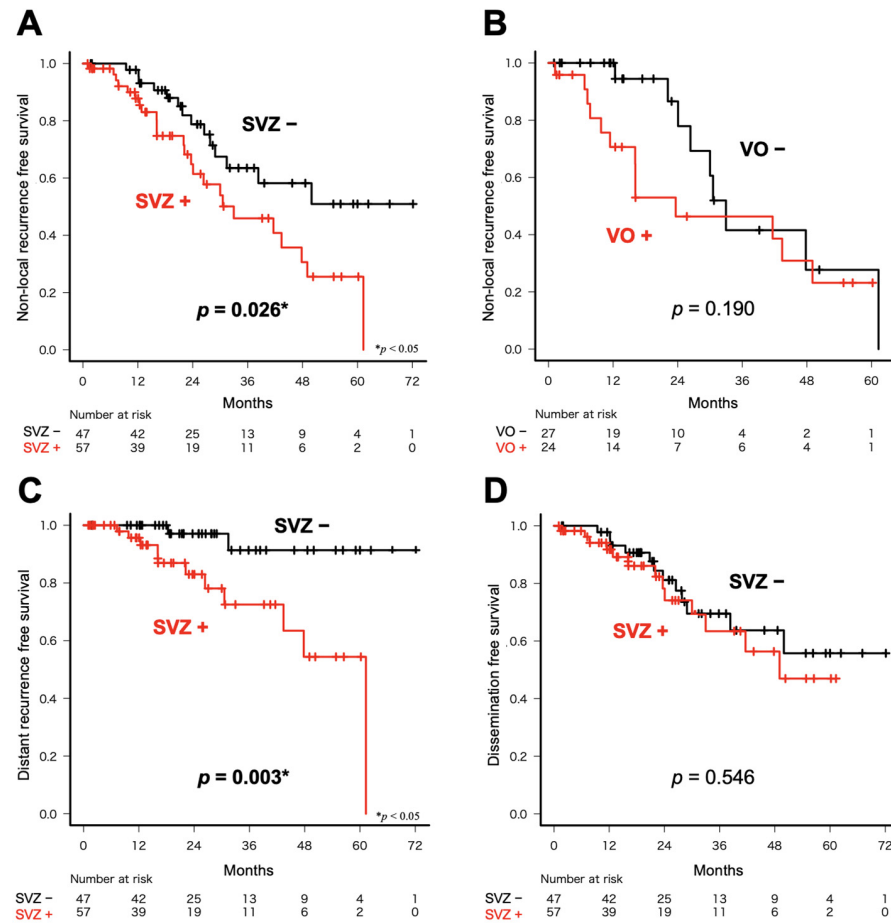 A
Non-local recurrence free survival
1.0
0.8
0.6
0.4
0.2
0.0
SVZ −
SVZ +
p = 0.026*
*p < 0.05
0 12 24 36 48 60 72
Months
Number at risk
SVZ − 47 42 25 13 9 4 1
SVZ + 57 39 19 11 6 2 0
B
Non-local recurrence free survival
1.0
0.8
0.6
0.4
0.2
0.0
VO −
VO +
p = 0.190
0 12 24 36 48 60
Months
Number at risk
VO − 27 19 10 4 2 1
VO + 24 14 7 6 4 1
C
Distant recurrence free survival
1.0
0.8
0.6
0.4
0.2
0.0
SVZ −
SVZ +
p = 0.003*
*p < 0.05
0 12 24 36 48 60 72
Months
Number at risk
SVZ − 47 42 25 13 9 4 1
SVZ + 57 39 19 11 6 2 0
D
Dissemination free survival
1.0
0.8
0.6
0.4
0.2
0.0
SVZ −
SVZ +
p = 0.546
0 12 24 36 48 60 72
Months
Number at risk
SVZ − 47 42 25 13 9 4 1
SVZ + 57 39 19 11 6 2 0